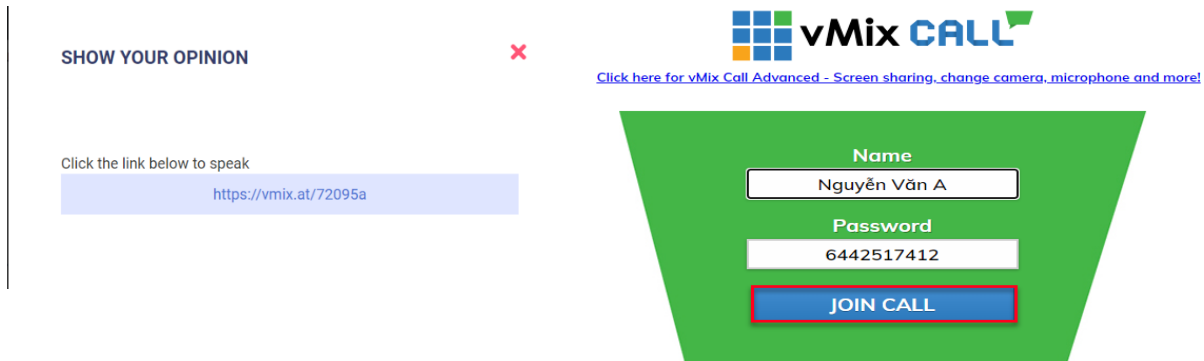 SHOW YOUR OPINION
Click the link below to speak
https://vmix.at/72095a
vMix CALL
Click here for vMix Call Advanced - Screen sharing, change camera, microphone and more!
Name
Nguyễn Văn A
Password
6442517412
JOIN CALL